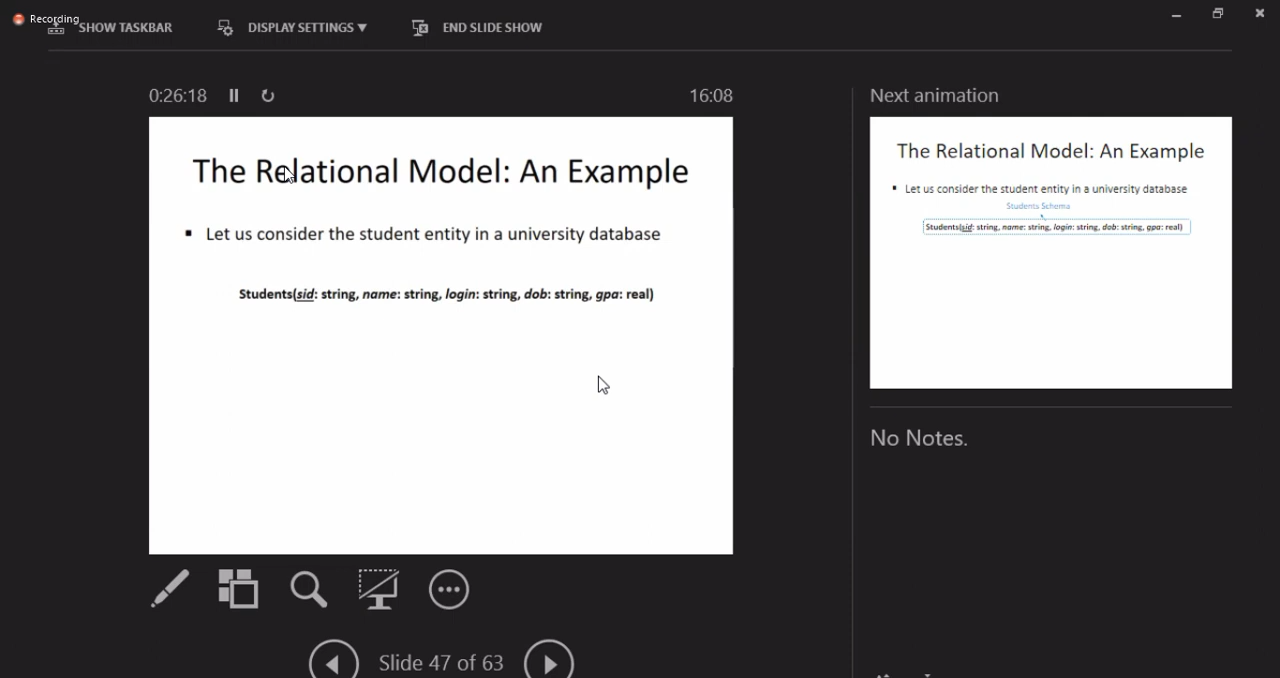 Recording
SHOW TASKBAR
DISPLAY SETTINGS
END SLIDE SHOW
0:26:18
16:08
The Relational Model: An Example
Let us consider the student entity in a university database
Students(sid: string, name: string, login: string, dob: string, gpa: real)
Slide 47 of 63
Next animation
The Relational Model: An Example
Let us consider the student entity in a university database
Students Schema
Students(sid: string, name: string, login: string, dob: string, gpa: real)
No Notes.